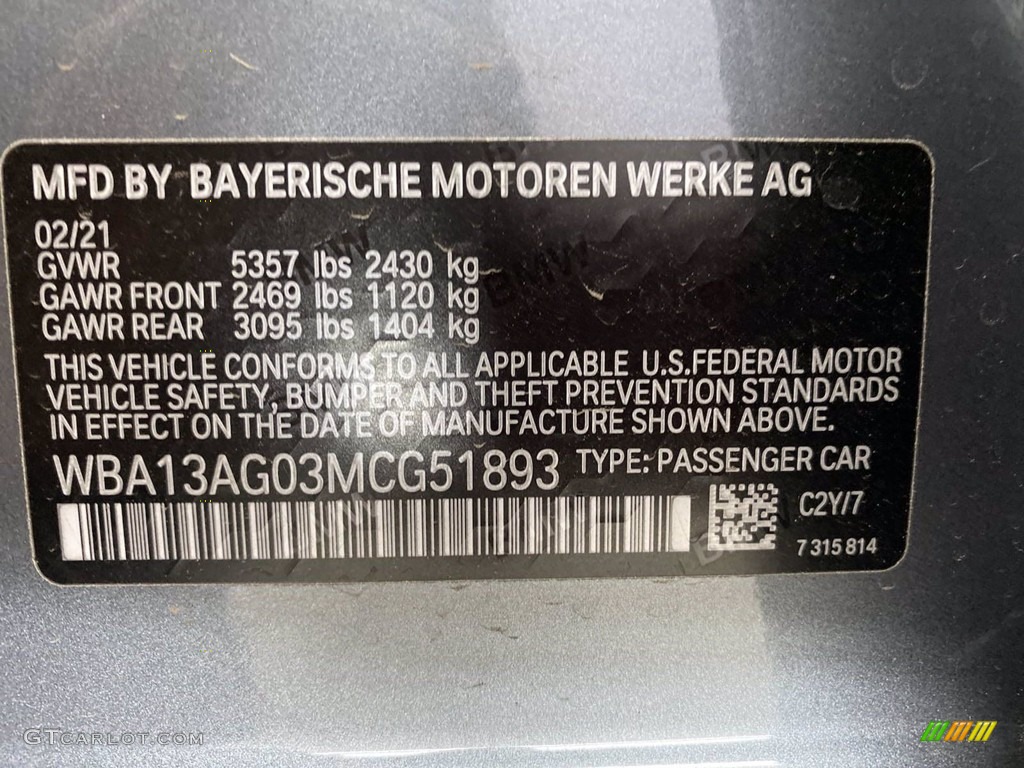 MFD BY BAYERISCHE MOTOREN WERKE AG
02/21
GVWR 5357 lbs 2430 kg
GAWR FRONT 2469 lbs 1120 kg
GAWR REAR 3095 lbs 1404 kg
THIS VEHICLE CONFORMS TO ALL APPLICABLE U.S.FEDERAL MOTOR
VEHICLE SAFETY, BUMPER AND THEFT PREVENTION STANDARDS
IN EFFECT ON THE DATE OF MANUFACTURE SHOWN ABOVE.
WBA13AG03MCG51893 TYPE: PASSENGER CAR
C2Y/7
7 315 814
GTCARLOT.COM